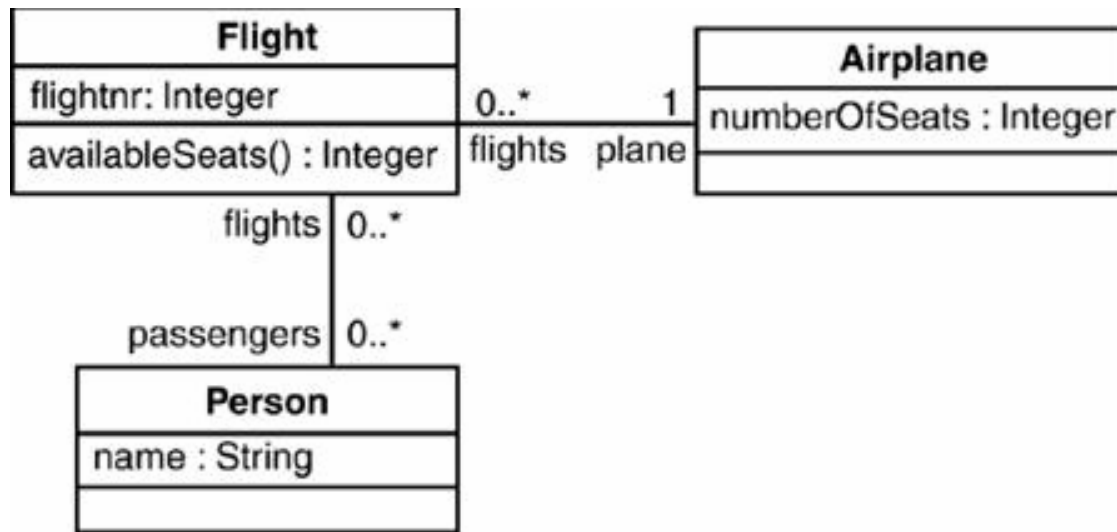 Flight
flightnr: Integer
availableSeats() : Integer
0..* 1
flights plane
Airplane
numberOfSeats : Integer
flights 0..*
passengers 0..*
Person
name : String